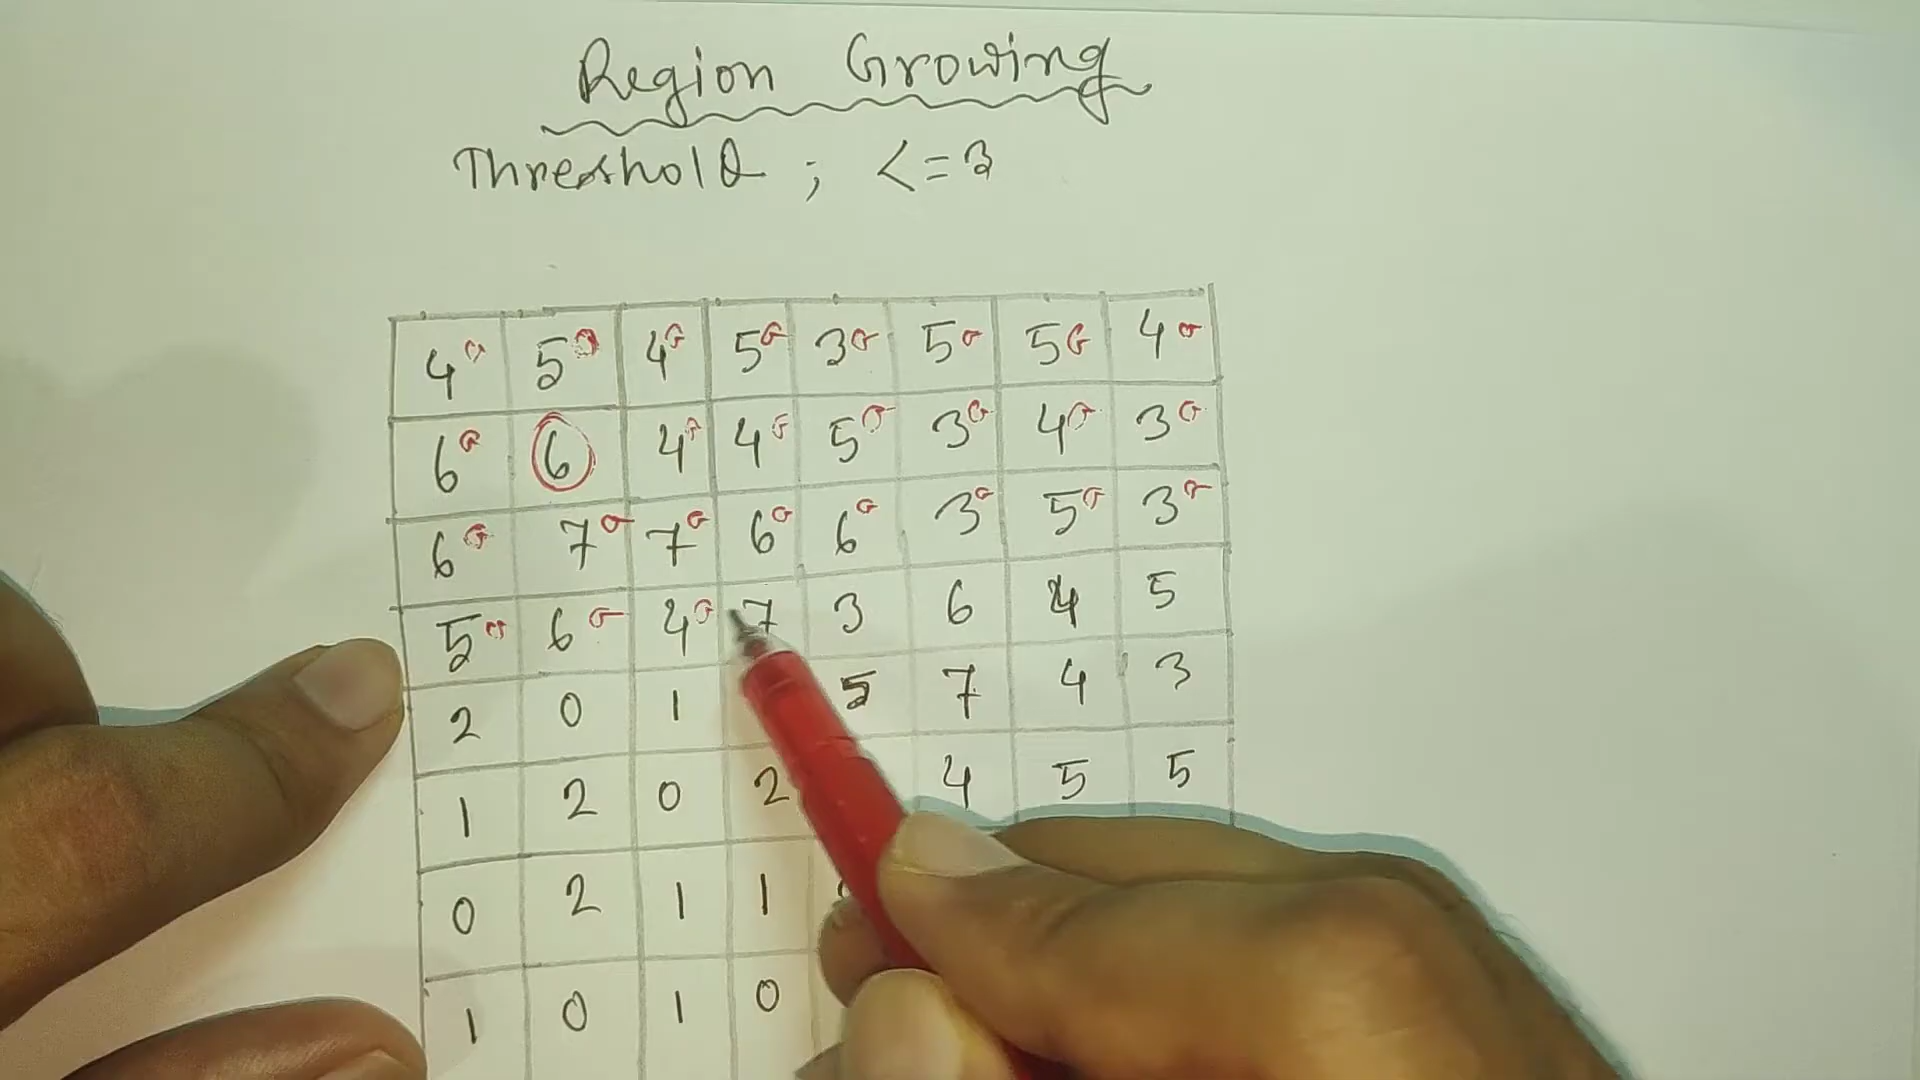 Region Growing
Threshold ; <=3
4 5 4 5 3 5 5 4
6 6 4 4 5 3 4 3
6 7 7 6 6 3 5 3
5 6 4 7 3 6 4 5
2 0 1 5 7 4 3
1 2 0 2 4 5 5
0 2 1 1
1 0 1 0